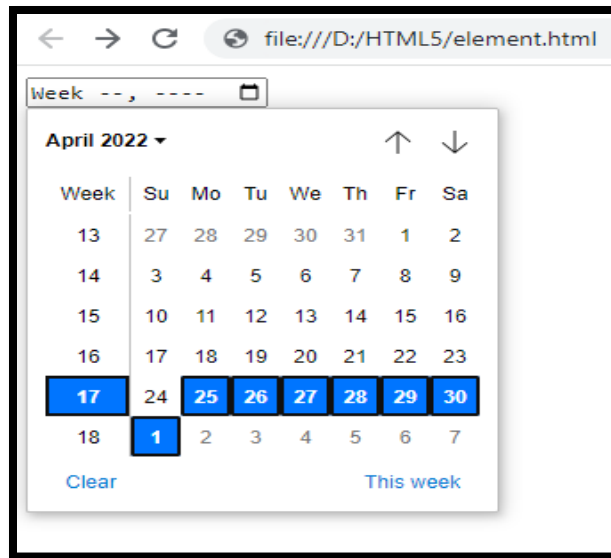 file:///D:/HTML5/element.html
Week --, ----
April 2022
Week Su Mo Tu We Th Fr Sa
13 27 28 29 30 31 1 2
14 3 4 5 6 7 8 9
15 10 11 12 13 14 15 16
16 17 18 19 20 21 22 23
17 24 25 26 27 28 29 30
18 1 2 3 4 5 6 7
Clear This week